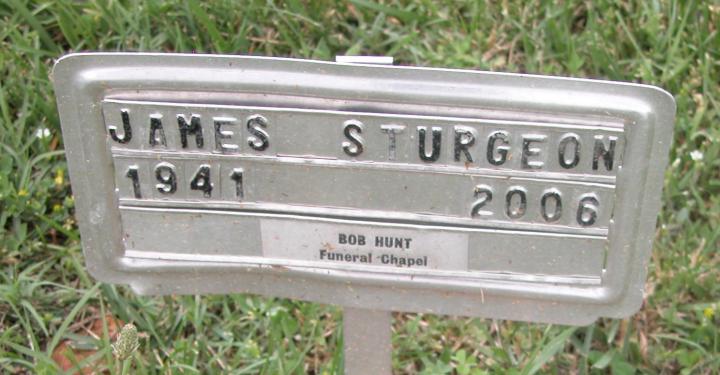 JAMES STURGEON
1941 2006
BOB HUNT
Funeral Chapel